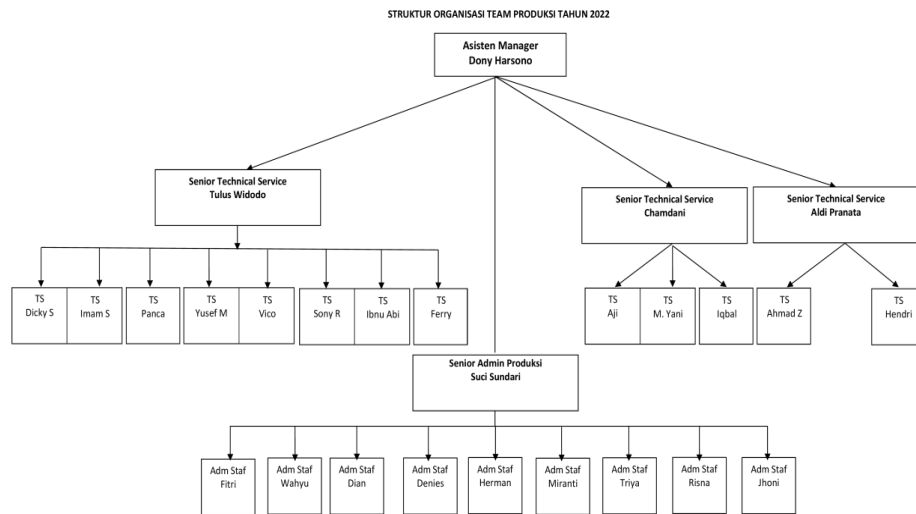 STRUKTUR ORGANISASI TEAM PRODUKSI TAHUN 2022
Asisten Manager
Dony Harsono
Senior Technical Service
Tulus Widodo
Senior Technical Service
Chamdani
Senior Technical Service
Aldi Pranata
TS
Dicky S
TS
Imam S
TS
Panca
TS
Yusef M
TS
Vico
TS
Sony R
TS
Ibnu Abi
TS
Ferry
TS
Aji
TS
M. Yani
TS
Iqbal
TS
Ahmad Z
TS
Hendri
Senior Admin Produksi
Suci Sundari
Adm Staf
Fitri
Adm Staf
Wahyu
Adm Staf
Dian
Adm Staf
Denies
Adm Staf
Herman
Adm Staf
Miranti
Adm Staf
Triya
Adm Staf
Risna
Adm Staf
Jhoni